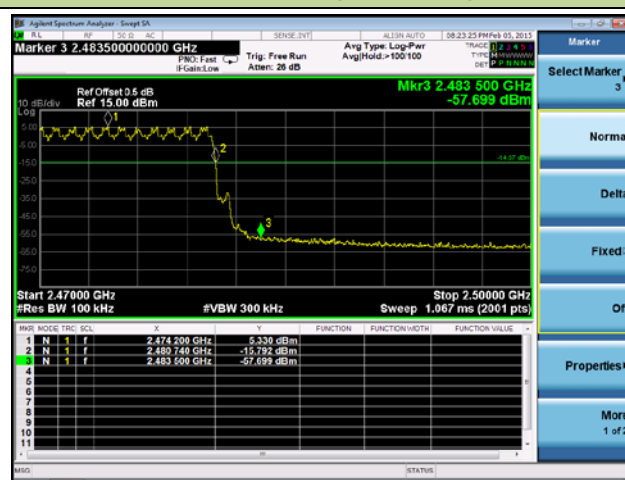 Agilent Spectrum Analyzer - Swept SA
RL RF 50 Ω AC SENSE:INT ALIGN AUTO 08:23:25 PM Feb 05, 2015
Marker 3 2.483500000000 GHz
PNO: Fast
IFGain:Low
Trig: Free Run
Atten: 26 dB
Avg Type: Log-Pwr
Avg|Hold:>100/100
TRACE 1 2 3 4 5 6
TYPE M WWWWW
DET P P N N N N
Ref Offset 0.5 dB
Ref 15.00 dBm
10 dB/div
Log
Mkr3 2.483 500 GHz
-57.699 dBm
5.00
-5.00
-15.0
-25.0
-35.0
-45.0
-55.0
-65.0
-75.0
1
2
3
-14.67 dBm
Start 2.47000 GHz
Stop 2.50000 GHz
#Res BW 100 kHz
#VBW 300 kHz
Sweep 1.067 ms (2001 pts)
MKR MODE TRC SCL X Y FUNCTION FUNCTION WIDTH FUNCTION VALUE
1 N 1 f 2.474 200 GHz 5.330 dBm
2 N 1 f 2.480 740 GHz -15.792 dBm
3 N 1 f 2.483 500 GHz -57.699 dBm
4
5
6
7
8
9
10
11
MSG
STATUS
Marker
Select Marker
3
Norma
Delta
Fixed
Of
Properties
More
1 of 2